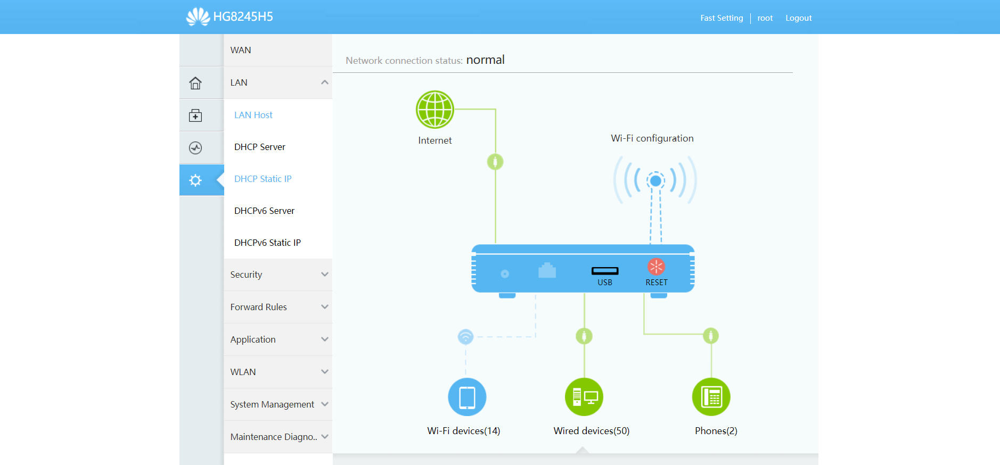 HG8245H5
Fast Setting
root
Logout
WAN
LAN
LAN Host
DHCP Server
DHCP Static IP
DHCPv6 Server
DHCPv6 Static IP
Security
Forward Rules
Application
WLAN
System Management
Maintenance Diagno..
Network connection status: normal
Internet
Wi-Fi configuration
USB
RESET
Wi-Fi devices(14)
Wired devices(50)
Phones(2)